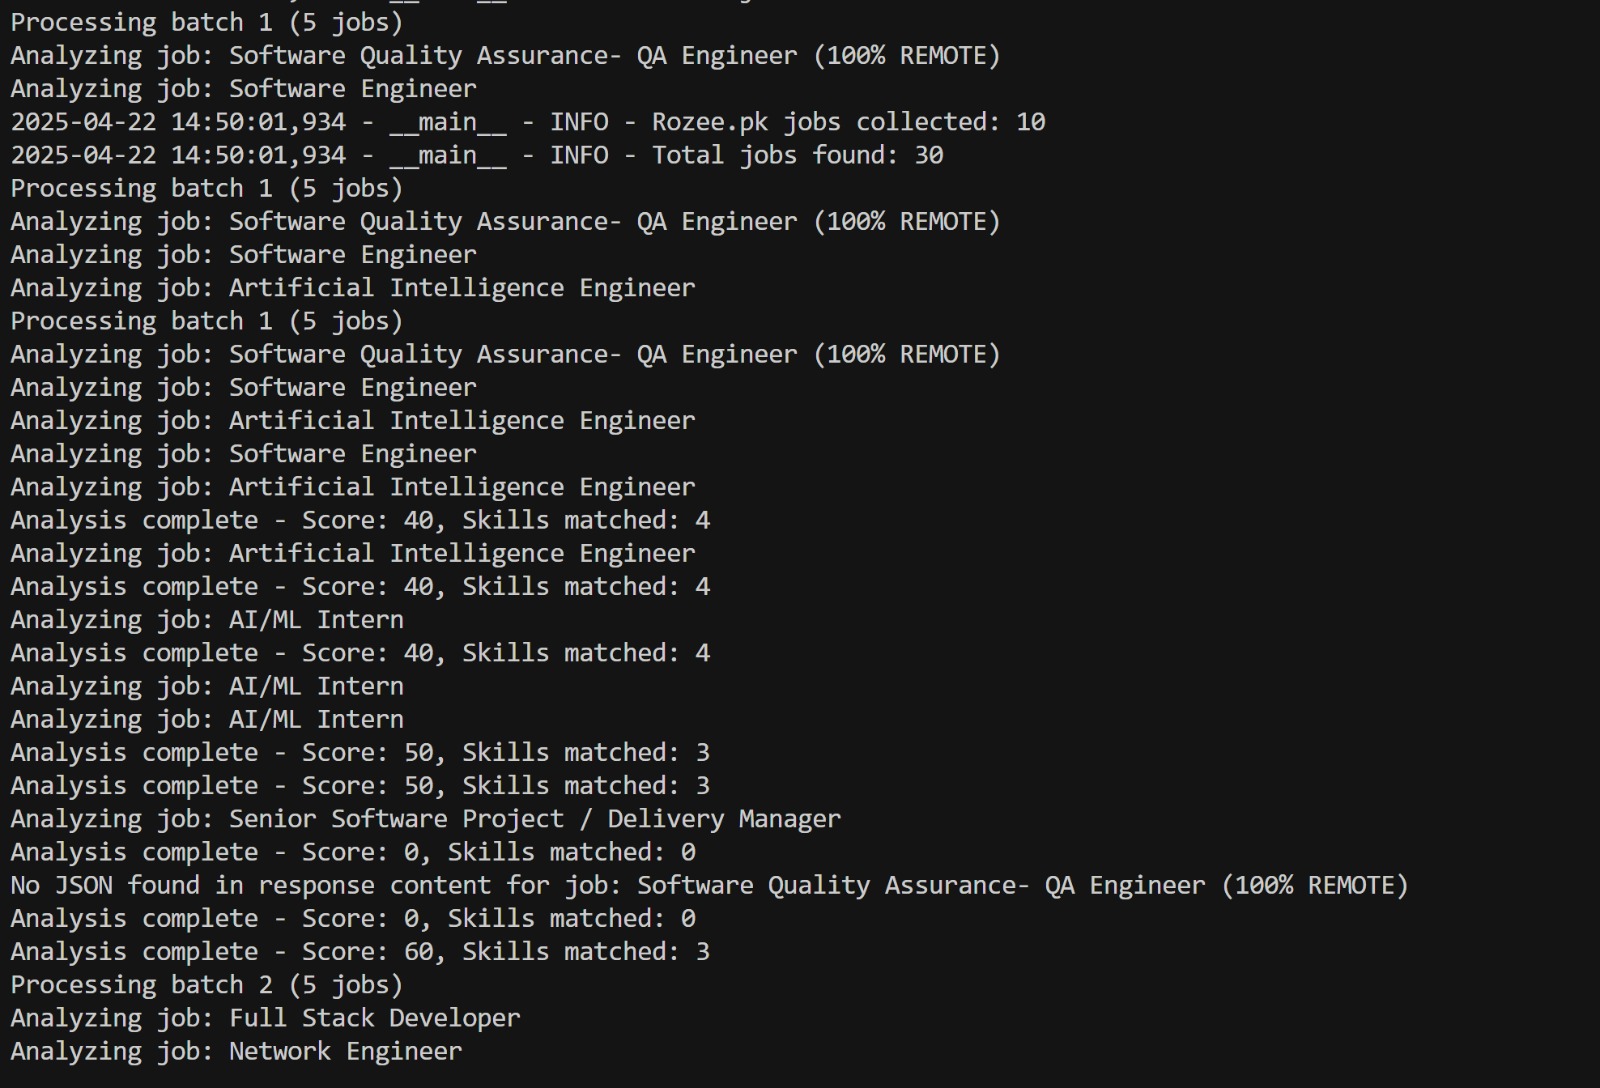 Processing batch 1 (5 jobs)
Analyzing job: Software Quality Assurance- QA Engineer (100% REMOTE)
Analyzing job: Software Engineer
2025-04-22 14:50:01,934 - __main__ - INFO - Rozee.pk jobs collected: 10
2025-04-22 14:50:01,934 - __main__ - INFO - Total jobs found: 30
Processing batch 1 (5 jobs)
Analyzing job: Software Quality Assurance- QA Engineer (100% REMOTE)
Analyzing job: Software Engineer
Analyzing job: Artificial Intelligence Engineer
Processing batch 1 (5 jobs)
Analyzing job: Software Quality Assurance- QA Engineer (100% REMOTE)
Analyzing job: Software Engineer
Analyzing job: Artificial Intelligence Engineer
Analyzing job: Software Engineer
Analyzing job: Artificial Intelligence Engineer
Analysis complete - Score: 40, Skills matched: 4
Analyzing job: Artificial Intelligence Engineer
Analysis complete - Score: 40, Skills matched: 4
Analyzing job: AI/ML Intern
Analysis complete - Score: 40, Skills matched: 4
Analyzing job: AI/ML Intern
Analyzing job: AI/ML Intern
Analysis complete - Score: 50, Skills matched: 3
Analysis complete - Score: 50, Skills matched: 3
Analyzing job: Senior Software Project / Delivery Manager
Analysis complete - Score: 0, Skills matched: 0
No JSON found in response content for job: Software Quality Assurance- QA Engineer (100% REMOTE)
Analysis complete - Score: 0, Skills matched: 0
Analysis complete - Score: 60, Skills matched: 3
Processing batch 2 (5 jobs)
Analyzing job: Full Stack Developer
Analyzing job: Network Engineer